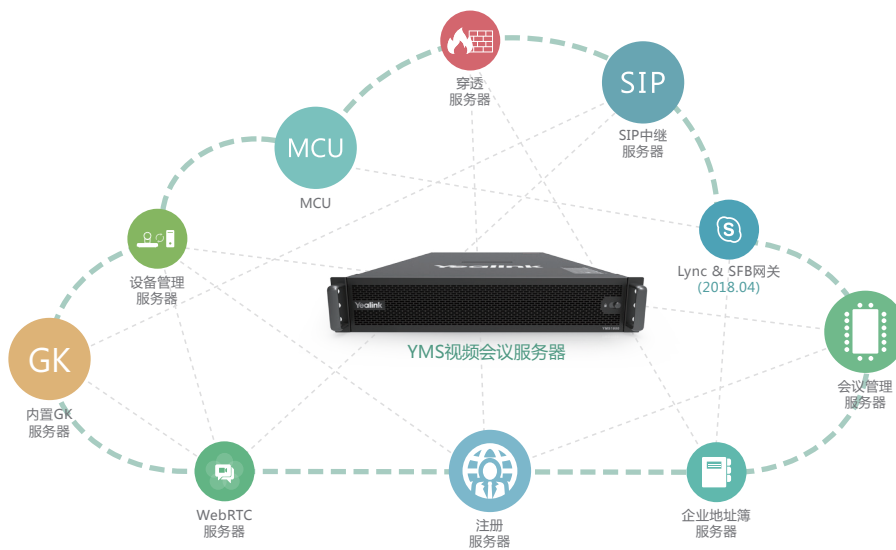 穿透
服务器
SIP
SIP中继
服务器
MCU
MCU
S
Lync & SFB网关
(2018.04)
设备管理
服务器
Yealink
Yealink
YMS视频会议服务器
GK
内置GK
服务器
会议管理
服务器
WebRTC
服务器
注册
服务器
企业地址簿
服务器